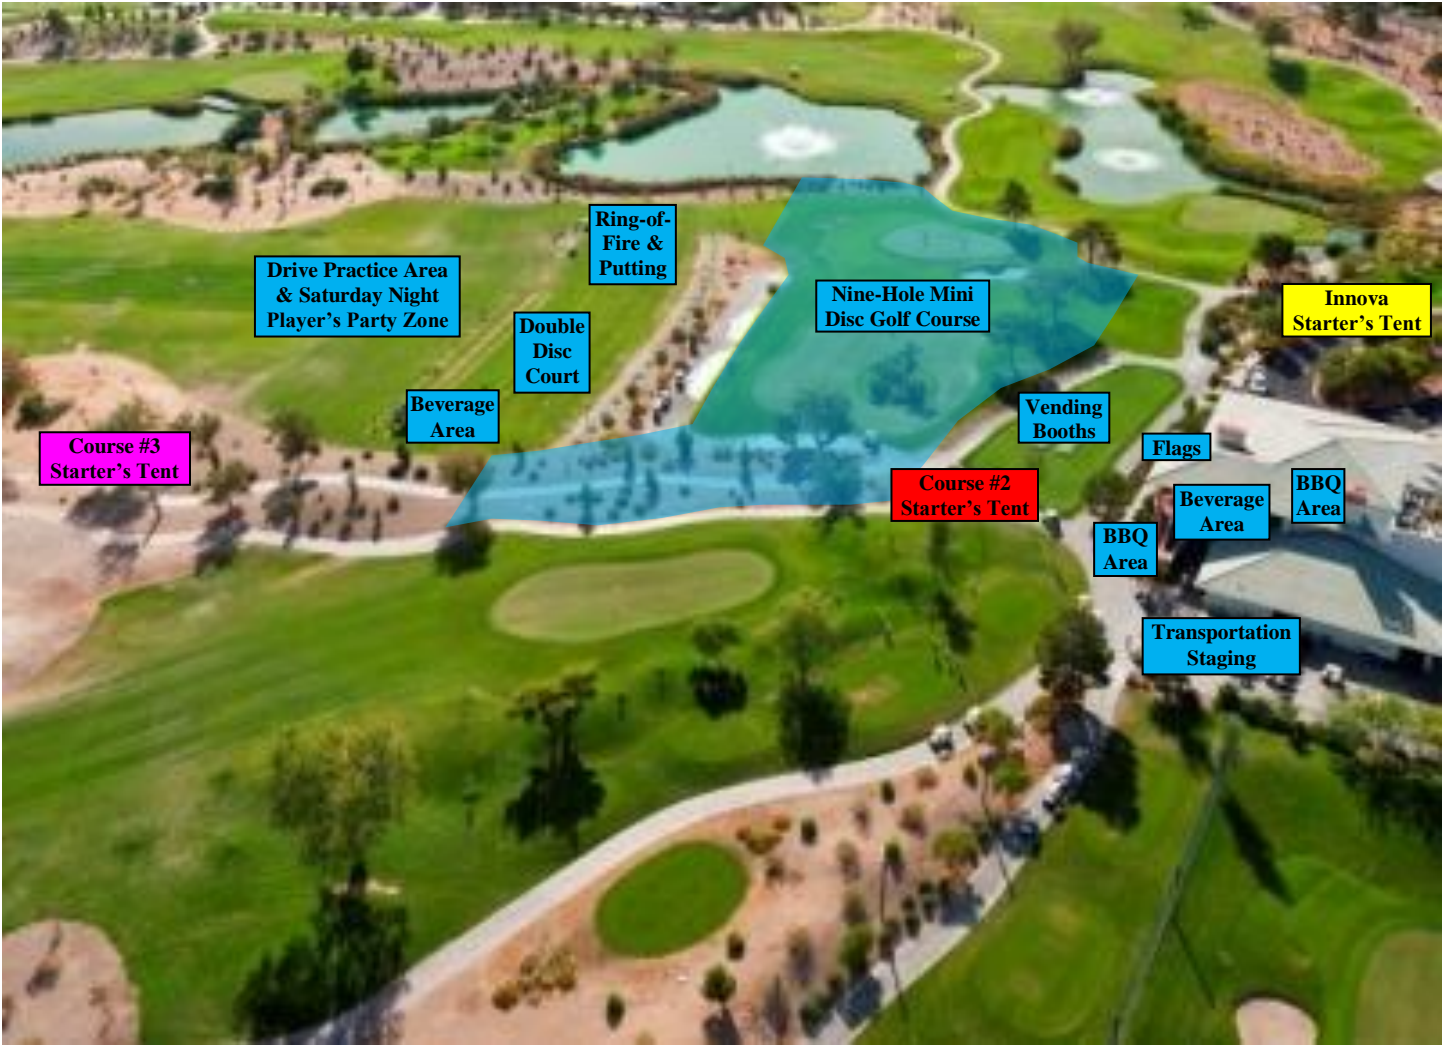 Ring-of-
Fire &
Putting
Drive Practice Area
& Saturday Night
Player's Party Zone
Nine-Hole Mini
Disc Golf Course
Innova
Starter's Tent
Double
Disc
Court
Beverage
Area
Vending
Booths
Course #3
Starter's Tent
Flags
Course #2
Starter's Tent
Beverage
Area
BBQ
Area
BBQ
Area
Transportation
Staging